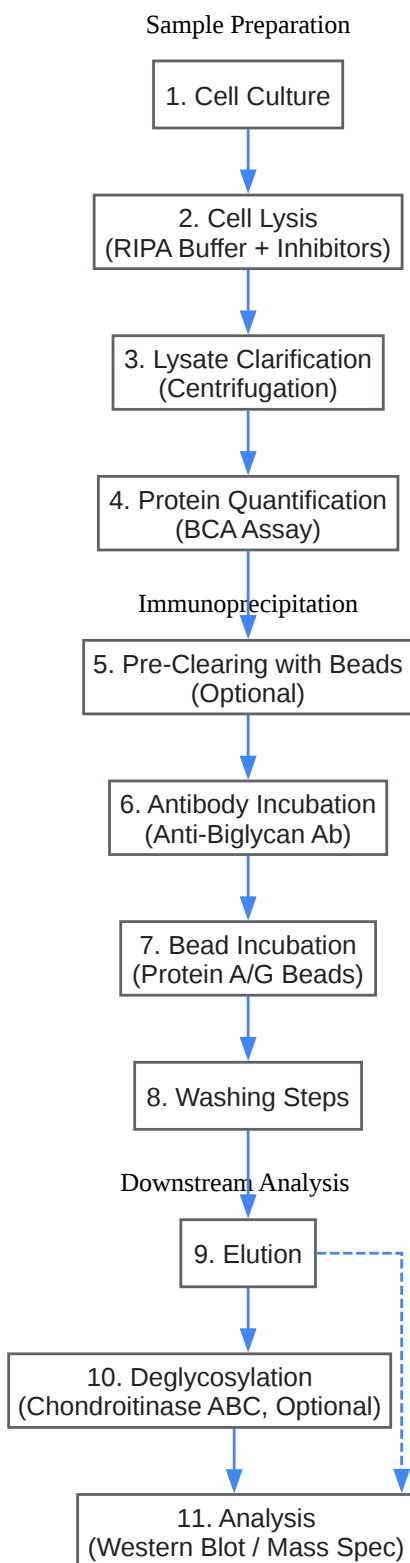 Sample Preparation
1. Cell Culture
2. Cell Lysis
(RIPA Buffer + Inhibitors)
3. Lysate Clarification
(Centrifugation)
4. Protein Quantification
(BCA Assay)
Immunoprecipitation
5. Pre-Clearing with Beads
(Optional)
6. Antibody Incubation
(Anti-Biglycan Ab)
7. Bead Incubation
(Protein A/G Beads)
8. Washing Steps
Downstream Analysis
9. Elution
10. Deglycosylation
(Chondroitinase ABC, Optional)
11. Analysis
(Western Blot / Mass Spec)